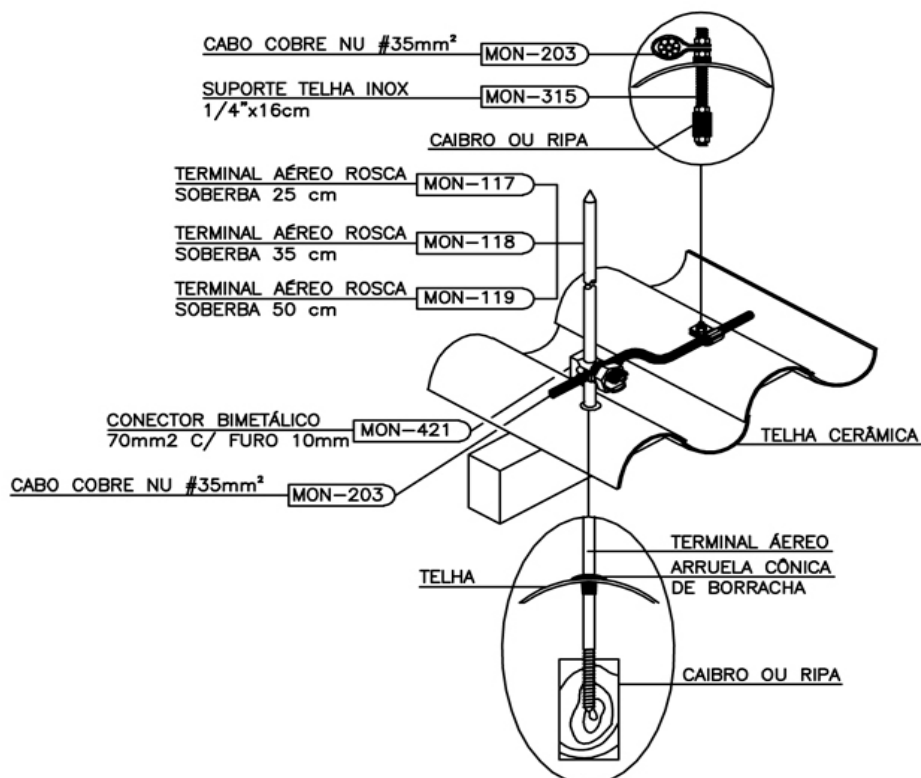 CABO COBRE NU #35mm² MON-203
SUPORTE TELHA INOX MON-315
1/4"x16cm
CAIBRO OU RIPA
TERMINAL AÉREO ROSCA MON-117
SOBERBA 25 cm
TERMINAL AÉREO ROSCA MON-118
SOBERBA 35 cm
TERMINAL AÉREO ROSCA MON-119
SOBERBA 50 cm
CONECTOR BIMETÁLICO
70mm2 C/ FURO 10mm MON-421
TELHA CERÂMICA
CABO COBRE NU #35mm² MON-203
TERMINAL ÁEREO
TELHA
ARRUELA CÔNICA
DE BORRACHA
CAIBRO OU RIPA